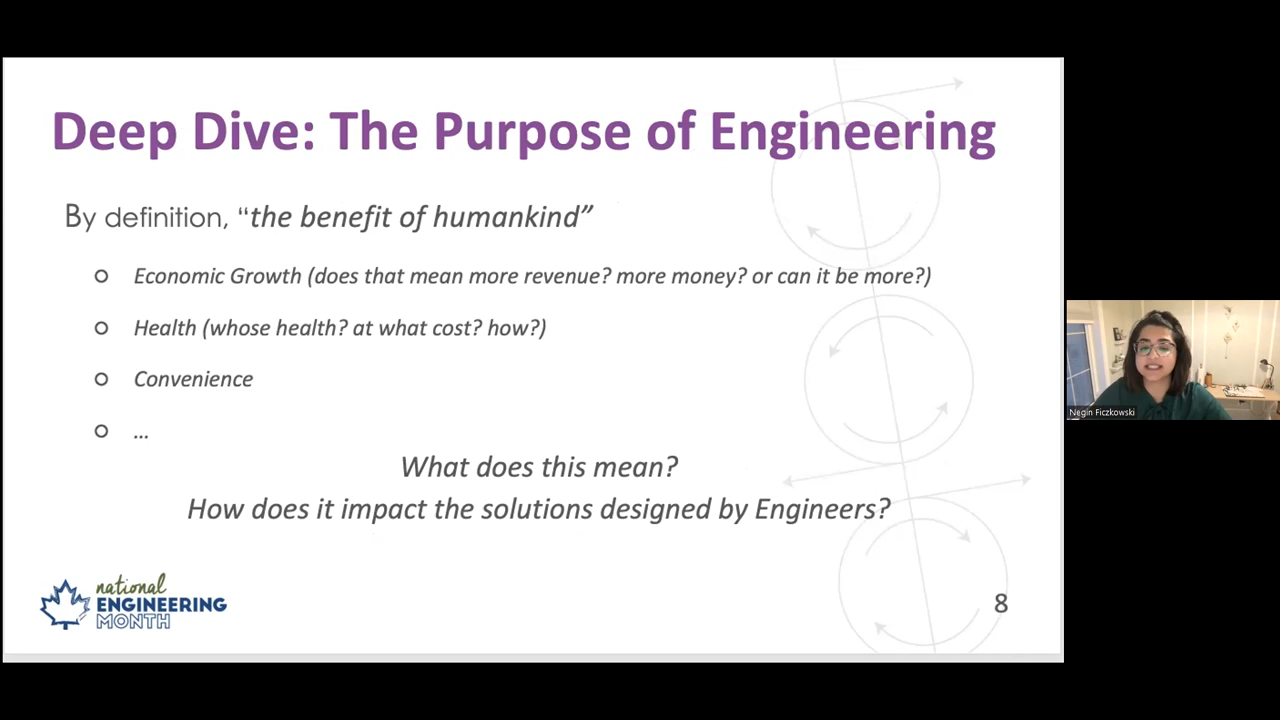 Deep Dive: The Purpose of Engineering
By definition, “the benefit of humankind”
Economic Growth (does that mean more revenue? more money? or can it be more?)
Health (whose health? at what cost? how?)
Convenience
...
What does this mean?
How does it impact the solutions designed by Engineers?
national
ENGINEERING
MONTH
8
Negin Ficzkowski